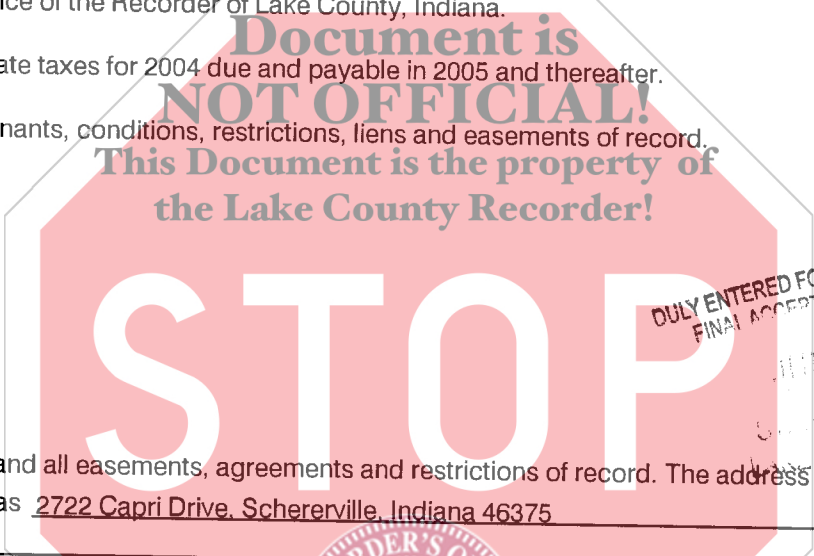 ce of the Recorder of Lake County, Indiana.
Document is
ate taxes for 2004 due and payable in 2005 and thereafter.
NOT OFFICIAL!
nants, conditions, restrictions, liens and easements of record.
This Document is the property of
the Lake County Recorder!
DULY ENTERED FO
FINAL ACCEPT
STOP
and all easements, agreements and restrictions of record. The address
as 2722 Capri Drive, Schererville, Indiana 46375
RDER'S O